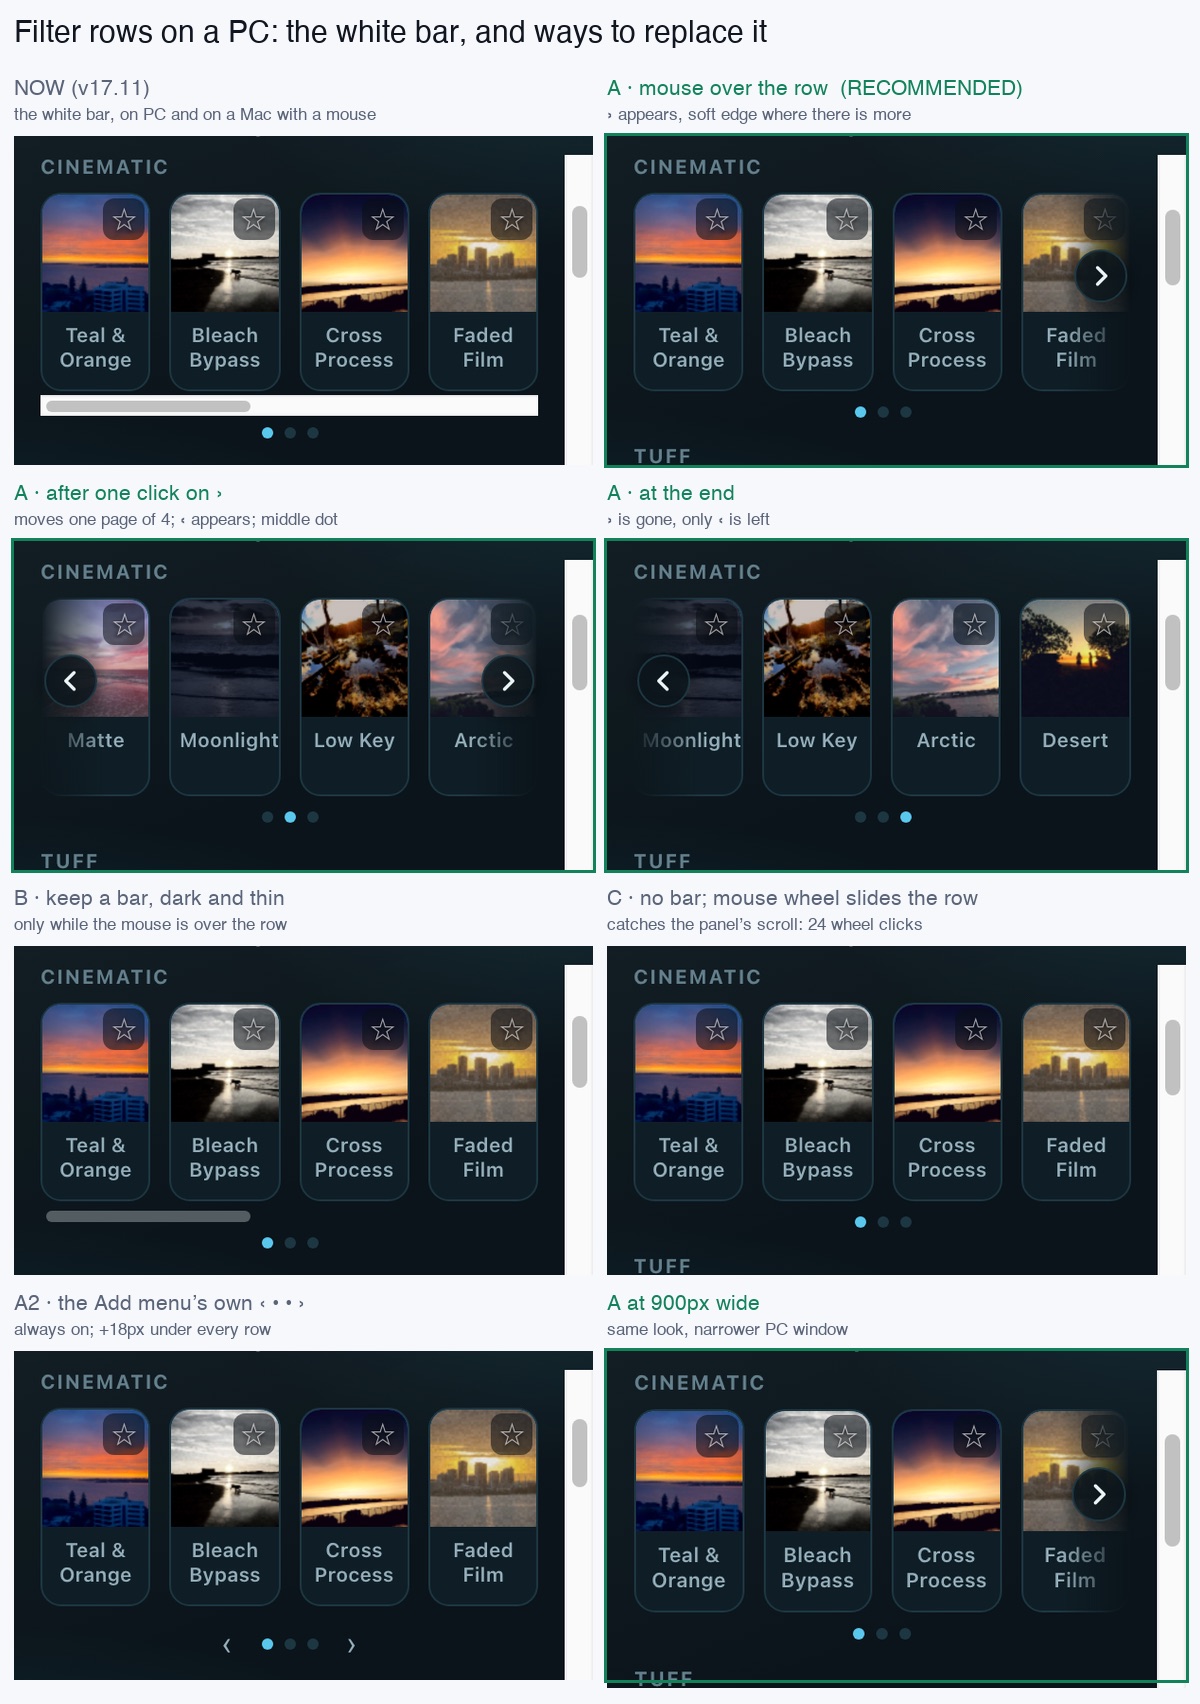 Filter rows on a PC: the white bar, and ways to replace it
NOW (v17.11)
the white bar, on PC and on a Mac with a mouse
CINEMATIC
Teal &
Orange
Bleach
Bypass
Cross
Process
Faded
Film
A · mouse over the row (RECOMMENDED)
› appears, soft edge where there is more
CINEMATIC
Teal &
Orange
Bleach
Bypass
Cross
Process
Faded
Film
TUFF
A · after one click on ›
moves one page of 4; ‹ appears; middle dot
CINEMATIC
Matte
Moonlight
Low Key
Arctic
TUFF
A · at the end
› is gone, only ‹ is left
CINEMATIC
Moonlight
Low Key
Arctic
Desert
TUFF
B · keep a bar, dark and thin
only while the mouse is over the row
CINEMATIC
Teal &
Orange
Bleach
Bypass
Cross
Process
Faded
Film
C · no bar; mouse wheel slides the row
catches the panel’s scroll: 24 wheel clicks
CINEMATIC
Teal &
Orange
Bleach
Bypass
Cross
Process
Faded
Film
TUFF
A2 · the Add menu’s own ‹ • • ›
always on; +18px under every row
CINEMATIC
Teal &
Orange
Bleach
Bypass
Cross
Process
Faded
Film
A at 900px wide
same look, narrower PC window
CINEMATIC
Teal &
Orange
Bleach
Bypass
Cross
Process
Faded
Film
TUFF